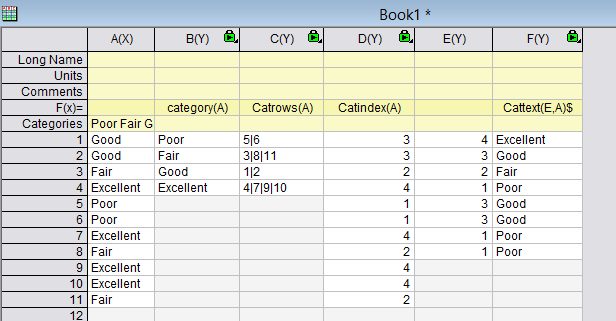 Book1 *
A(X) B(Y) C(Y) D(Y) E(Y) F(Y)
Long Name
Units
Comments
F(x)= category(A) Catrows(A) Catindex(A) Cattext(E,A)$
Categories Poor Fair G
1 Good Poor 5|6 3 4 Excellent
2 Good Fair 3|8|11 3 3 Good
3 Fair Good 1|2 2 2 Fair
4 Excellent Excellent 4|7|9|10 4 1 Poor
5 Poor 1 3 Good
6 Poor 1 3 Good
7 Excellent 4 1 Poor
8 Fair 2 1 Poor
9 Excellent 4
10 Excellent 4
11 Fair 2
12